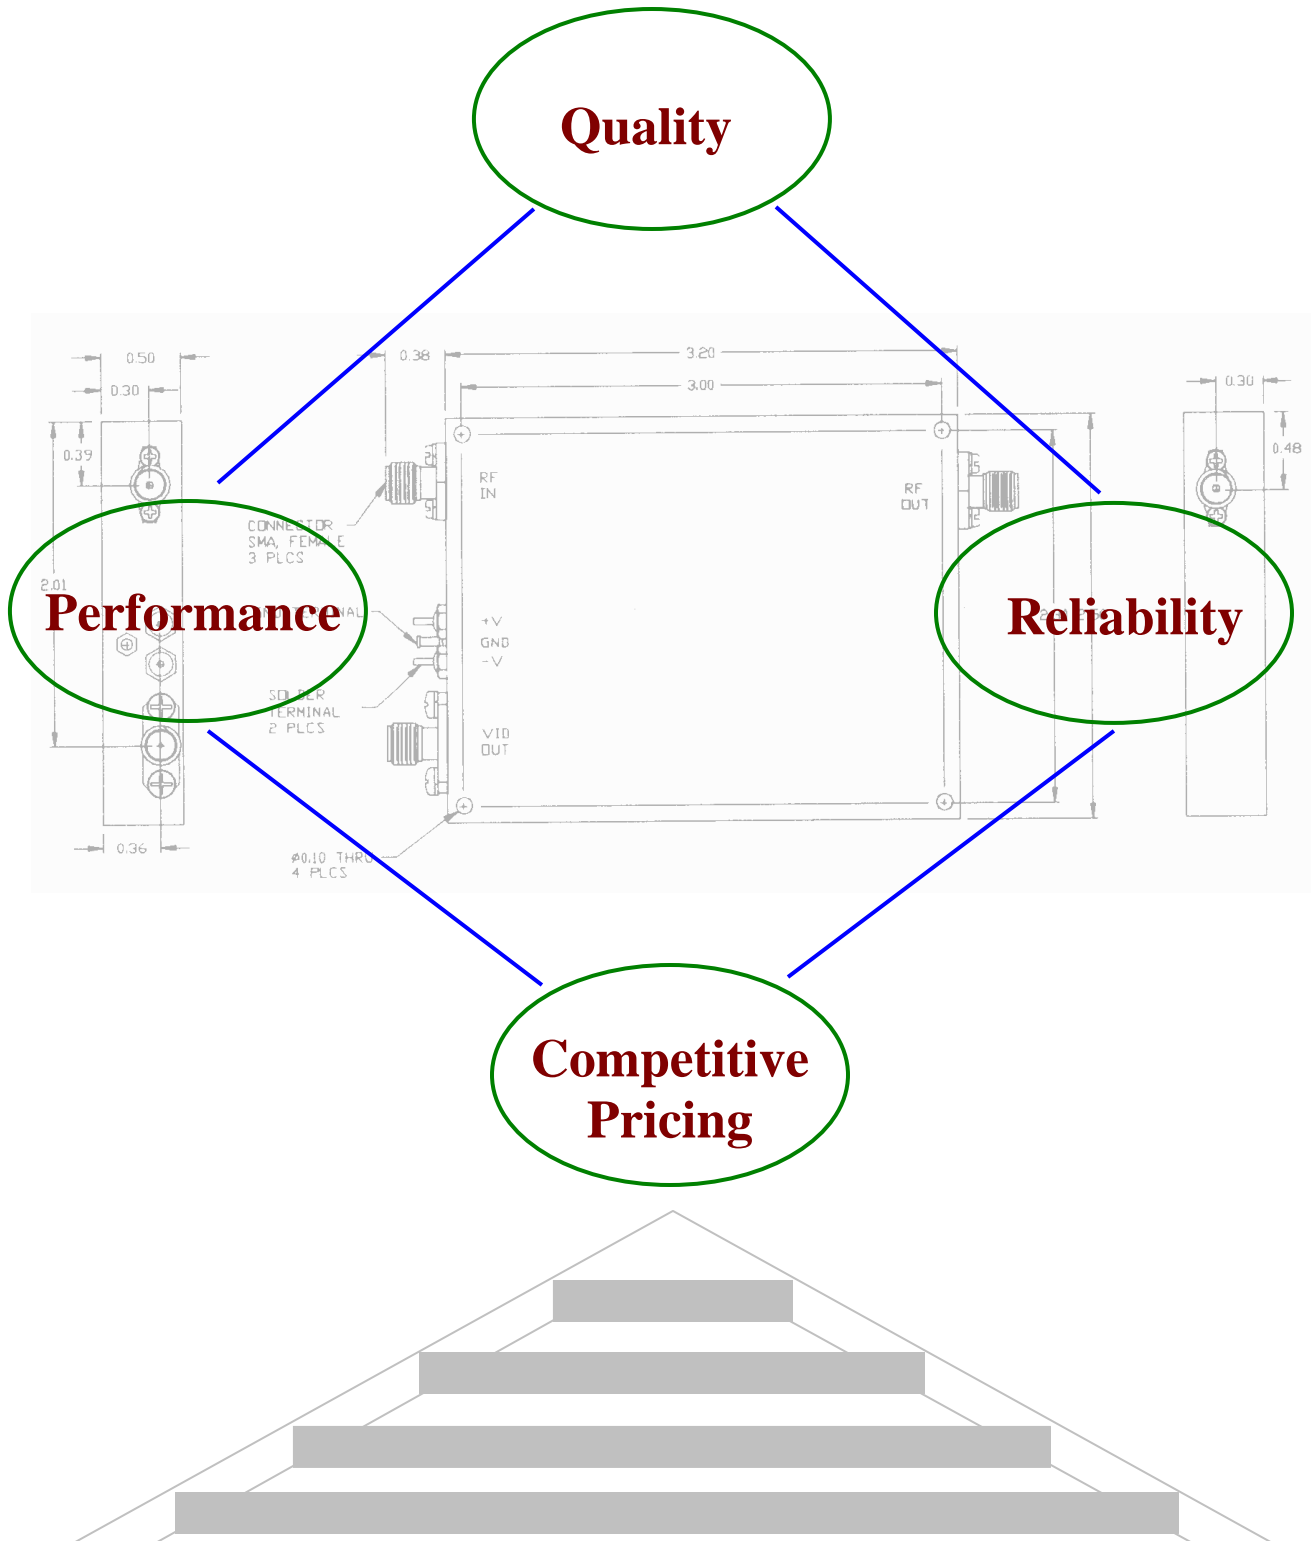 Quality
0.50
0.38
3.20
0.30
3.00
0.30
0.39
0.48
RF
IN
RF
OUT
CONNECTOR
SMA, FEMALE
3 PLCS
2.01
Performance
Reliability
+V
GND
-V
SOLDER
TERMINAL
2 PLCS
VID
OUT
0.36
Ø0.10 THRU
4 PLCS
Competitive
Pricing